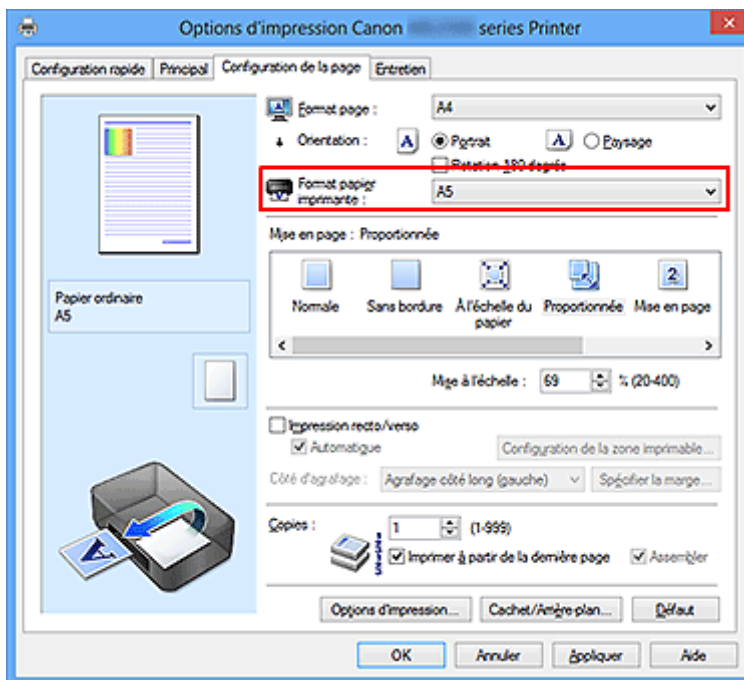 Options d'impression Canon series Printer
Configuration rapide Principal Configuration de la page Entretien
Format page : A4
Orientation : A Portrait A Paysage
Rotation 180 degrés
Format papier imprimante : A5
Mise en page : Proportionnée
Papier ordinaire
A5
2
Normale Sans bordure À l'échelle du papier Proportionnée Mise en page
Mise à l'échelle : 69 % (20-400)
Impression recto/verso
Automatique Configuration de la zone imprimable...
Côté d'agrafage : Agrafage côté long (gauche) Spécifier la marge...
Copies : 1 (1-999)
Imprimer à partir de la dernière page Assembler
A
Options d'impression... Cachet/Arrière-plan... Défaut
OK Annuler Appliquer Aide